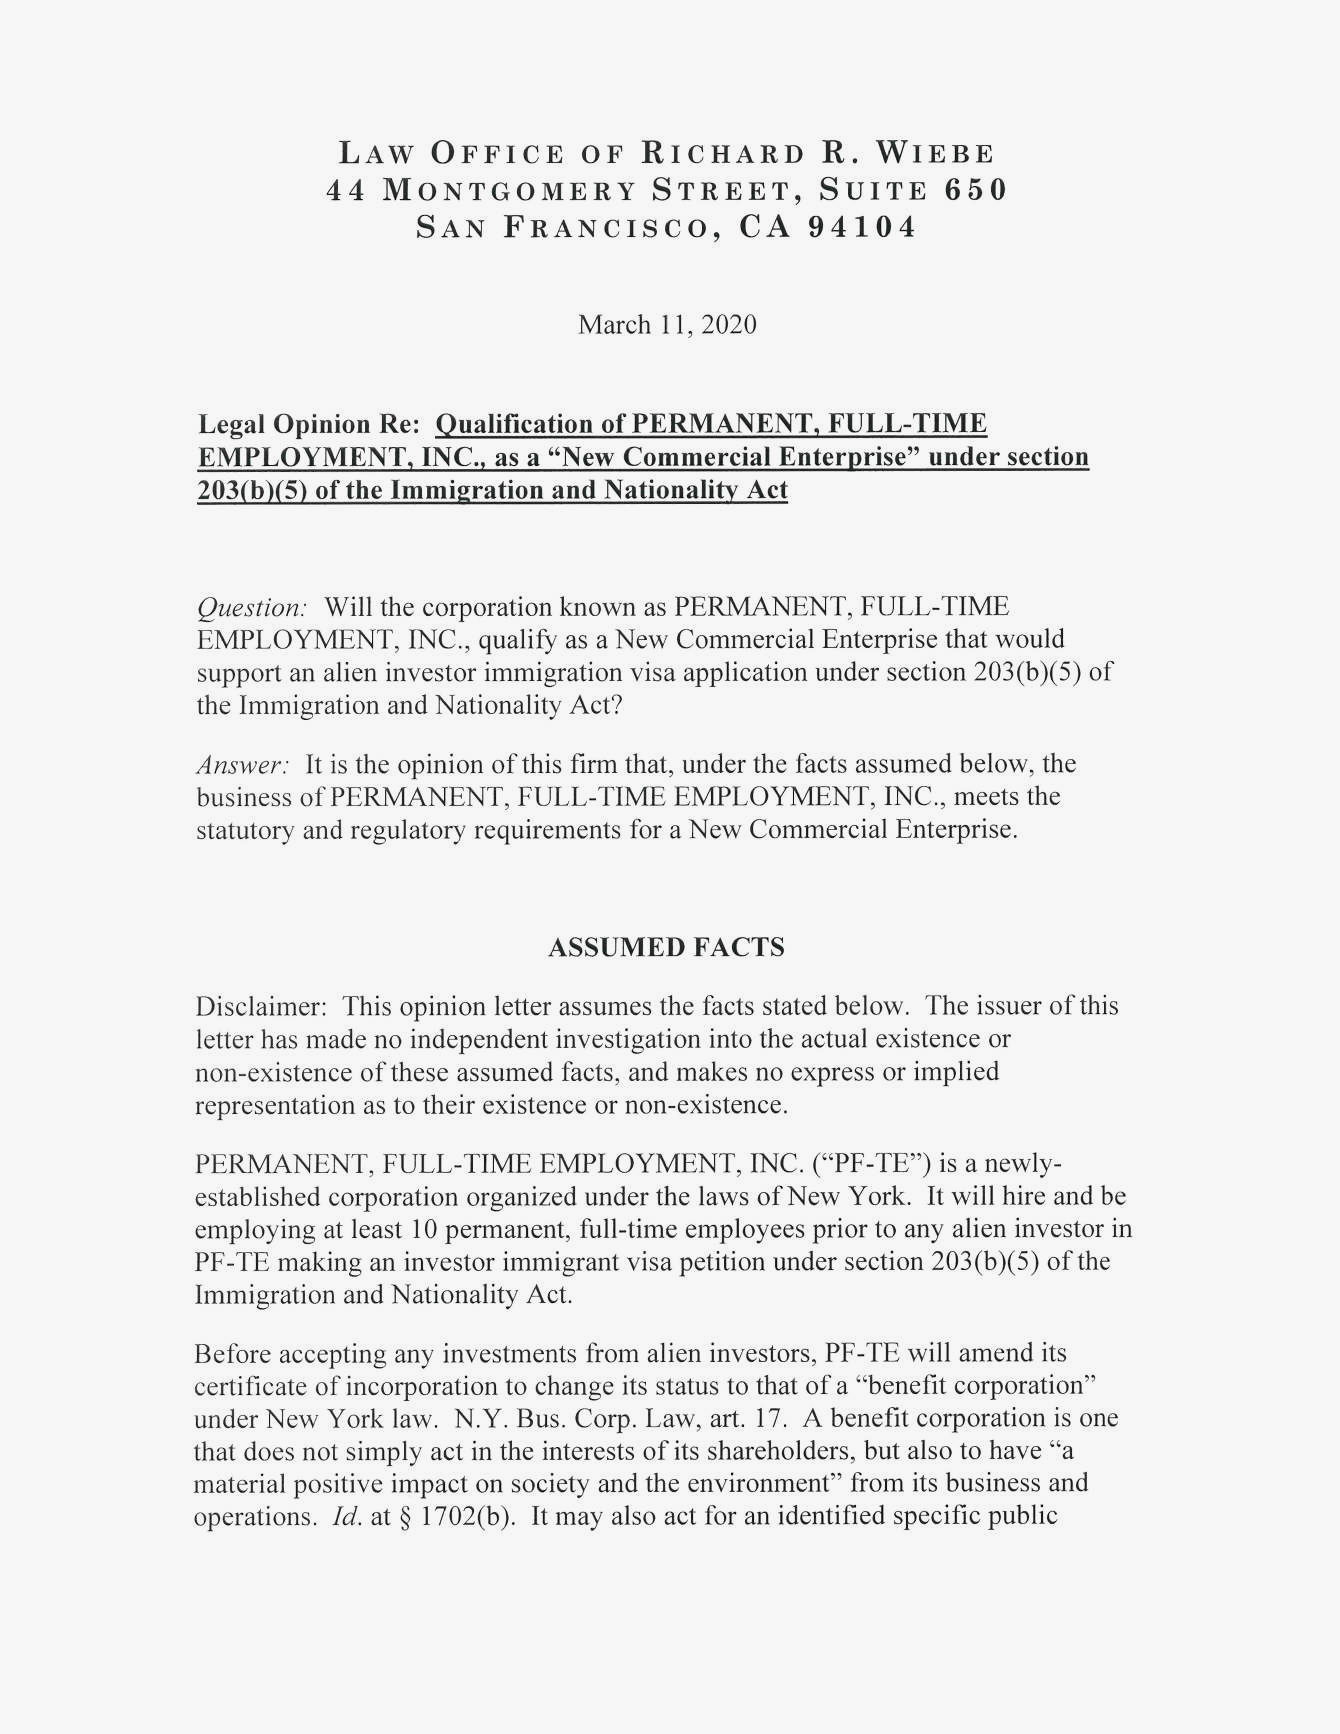 LAW OFFICE OF RICHARD R. WIEBE
44 MONTGOMERY STREET, SUITE 650
SAN FRANCISCO, CA 94104
March 11, 2020
Legal Opinion Re: Qualification of PERMANENT, FULL-TIME
EMPLOYMENT, INC., as a “New Commercial Enterprise” under section
203(b)(5) of the Immigration and Nationality Act
Question: Will the corporation known as PERMANENT, FULL-TIME
EMPLOYMENT, INC., qualify as a New Commercial Enterprise that would
support an alien investor immigration visa application under section 203(b)(5) of
the Immigration and Nationality Act?
Answer: It is the opinion of this firm that, under the facts assumed below, the
business of PERMANENT, FULL-TIME EMPLOYMENT, INC., meets the
statutory and regulatory requirements for a New Commercial Enterprise.
ASSUMED FACTS
Disclaimer: This opinion letter assumes the facts stated below. The issuer of this
letter has made no independent investigation into the actual existence or
non-existence of these assumed facts, and makes no express or implied
representation as to their existence or non-existence.
PERMANENT, FULL-TIME EMPLOYMENT, INC. (“PF-TE”) is a newly-
established corporation organized under the laws of New York. It will hire and be
employing at least 10 permanent, full-time employees prior to any alien investor in
PF-TE making an investor immigrant visa petition under section 203(b)(5) of the
Immigration and Nationality Act.
Before accepting any investments from alien investors, PF-TE will amend its
certificate of incorporation to change its status to that of a “benefit corporation”
under New York law. N.Y. Bus. Corp. Law, art. 17. A benefit corporation is one
that does not simply act in the interests of its shareholders, but also to have “a
material positive impact on society and the environment” from its business and
operations. Id. at § 1702(b). It may also act for an identified specific public